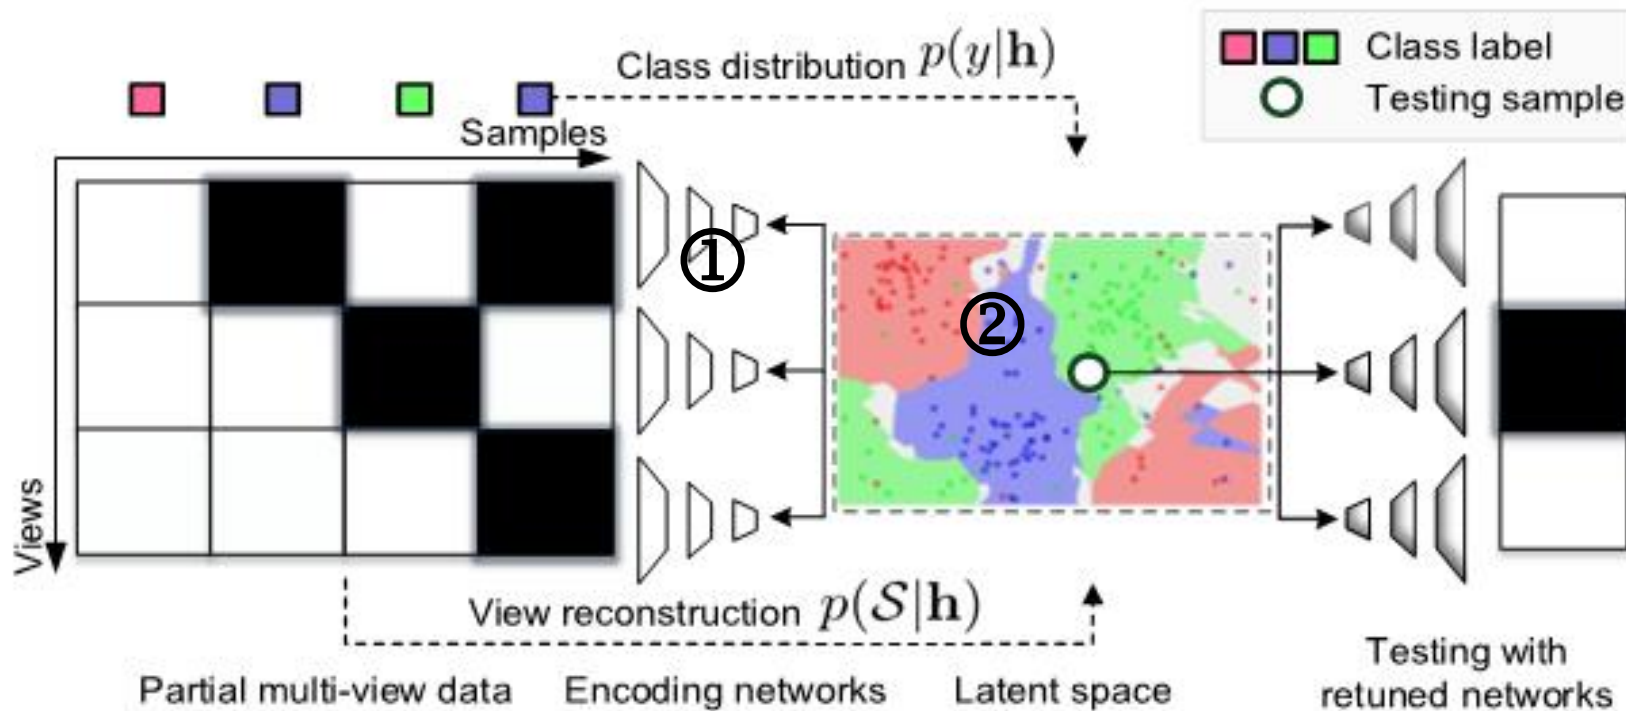 Class distribution p(y|h)
Class label
Testing sample
Samples
①
②
Views
View reconstruction p(S|h)
Partial multi-view data
Encoding networks
Latent space
Testing with
retuned networks